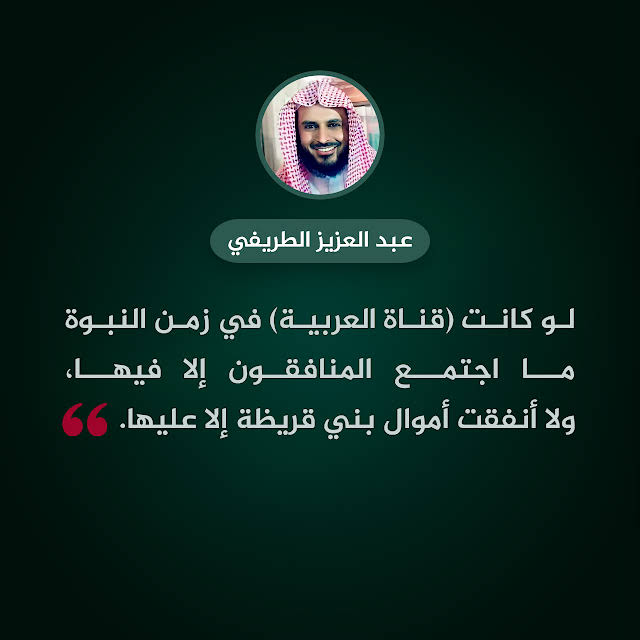 عبد العزيز الطريفي
لو كانت (قناة العربية) في زمن النبوة
ما اجتمع المنافقون إلا فيها،
ولا أنفقت أموال بني قريظة إلا عليها.